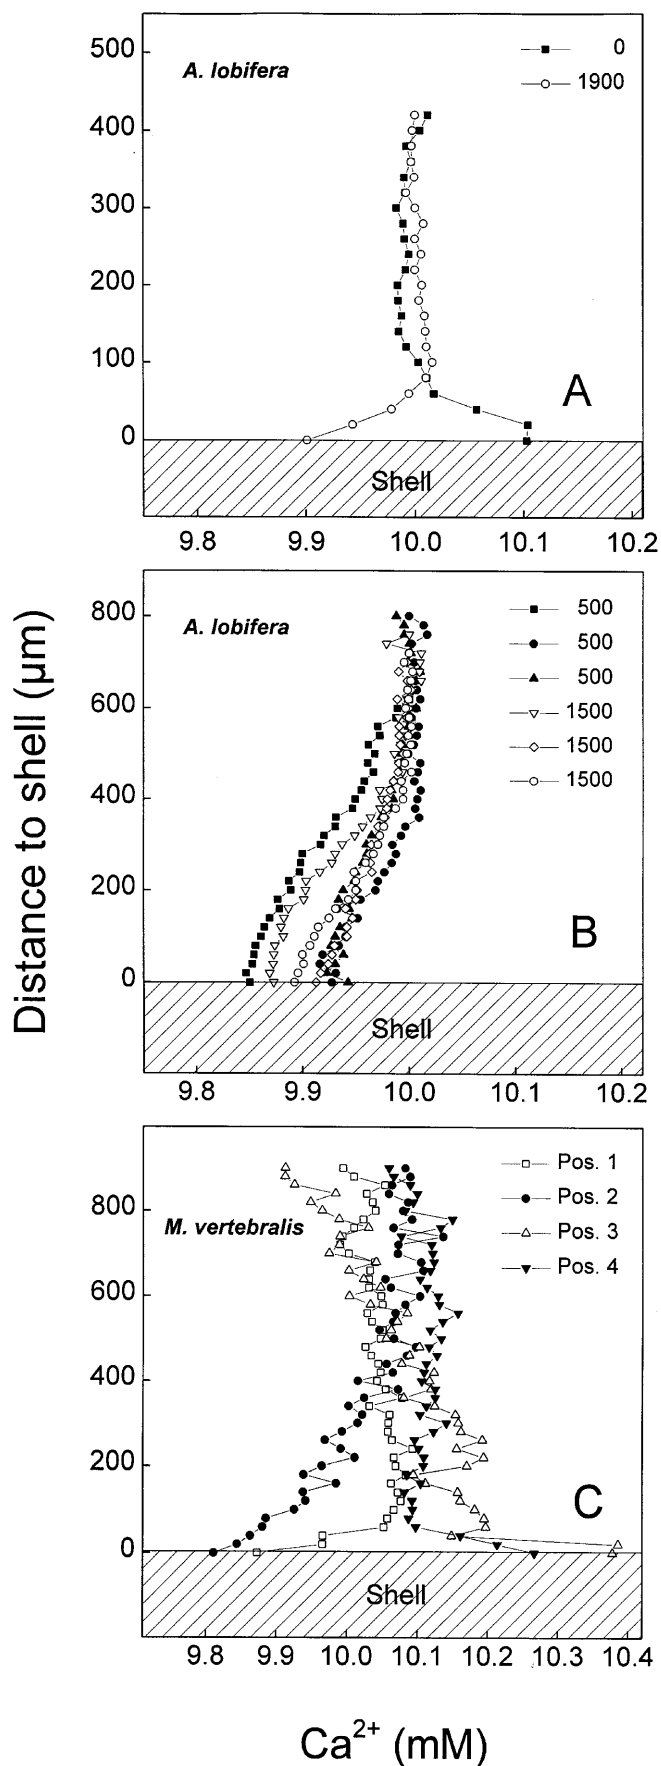 500
A. lobifera
0
1900
400
300
200
100
A
0
Shell
9.8 9.9 10.0 10.1 10.2
Distance to shell (µm)
800
A. lobifera
500
500
500
1500
1500
1500
600
400
200
B
0
Shell
9.8 9.9 10.0 10.1 10.2
Pos. 1
Pos. 2
Pos. 3
Pos. 4
800
M. vertebralis
600
400
200
C
0
Shell
9.8 9.9 10.0 10.1 10.2 10.3 10.4
Ca²⁺ (mM)